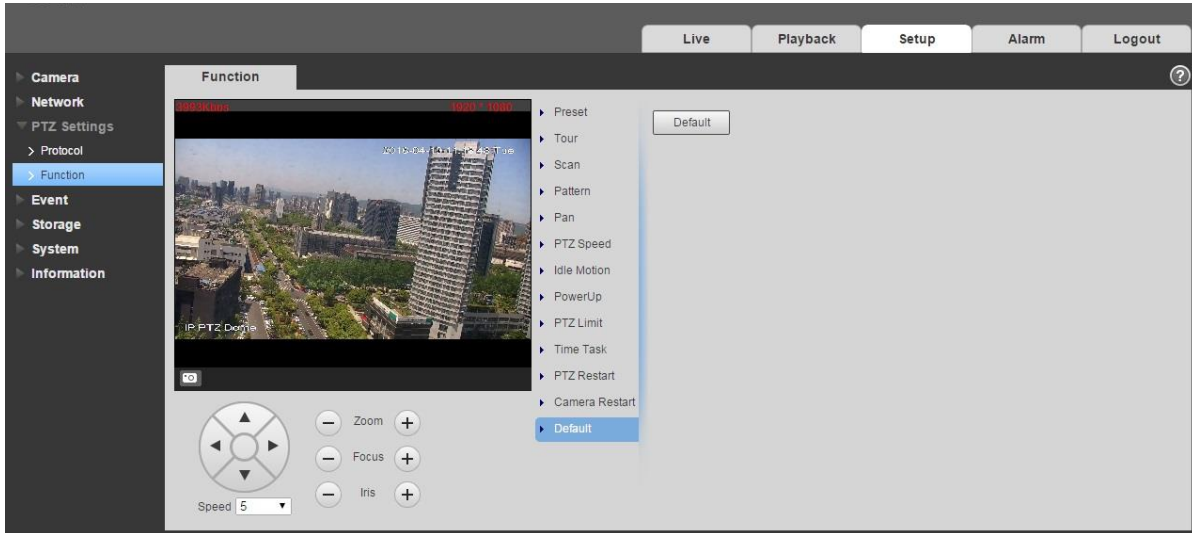 Live
Playback
Setup
Alarm
Logout
Camera
Network
PTZ Settings
Protocol
Function
Event
Storage
System
Information
Function
?
1920 * 1080
IP PTZ Dome
Zoom
Focus
Iris
Speed 5
Preset
Tour
Scan
Pattern
Pan
PTZ Speed
Idle Motion
PowerUp
PTZ Limit
Time Task
PTZ Restart
Camera Restart
Default
Default